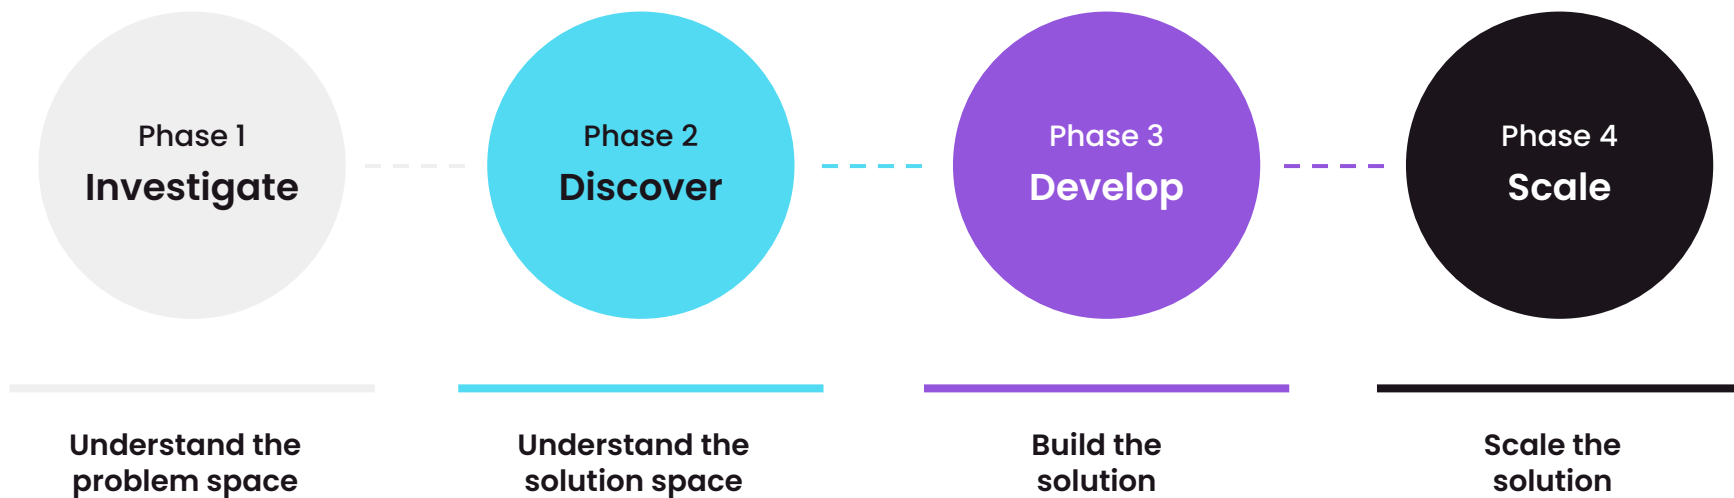 Phase 1
Investigate
Phase 2
Discover
Phase 3
Develop
Phase 4
Scale
Understand the
problem space
Understand the
solution space
Build the
solution
Scale the
solution